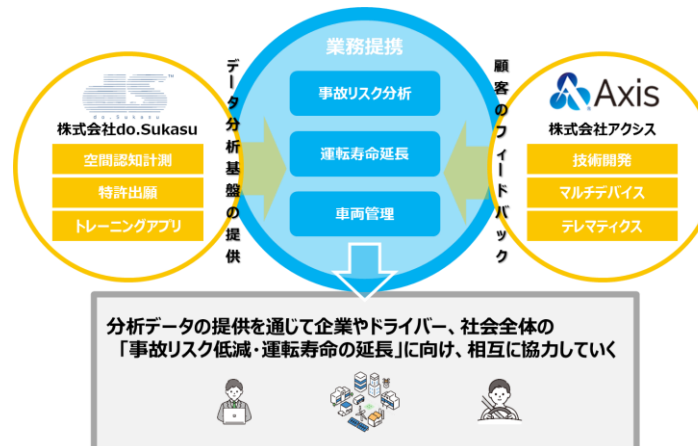 業務提携
事故リスク分析
運転寿命延長
車両管理
ds™
do.Sukasu
株式会社do.Sukasu
空間認知計測
特許出願
トレーニングアプリ
データ分析基盤の提供
顧客のフィードバック
Axis
株式会社アクシス
技術開発
マルチデバイス
テレマティクス
分析データの提供を通じて企業やドライバー、社会全体の
「事故リスク低減・運転寿命の延長」に向け、相互に協力していく